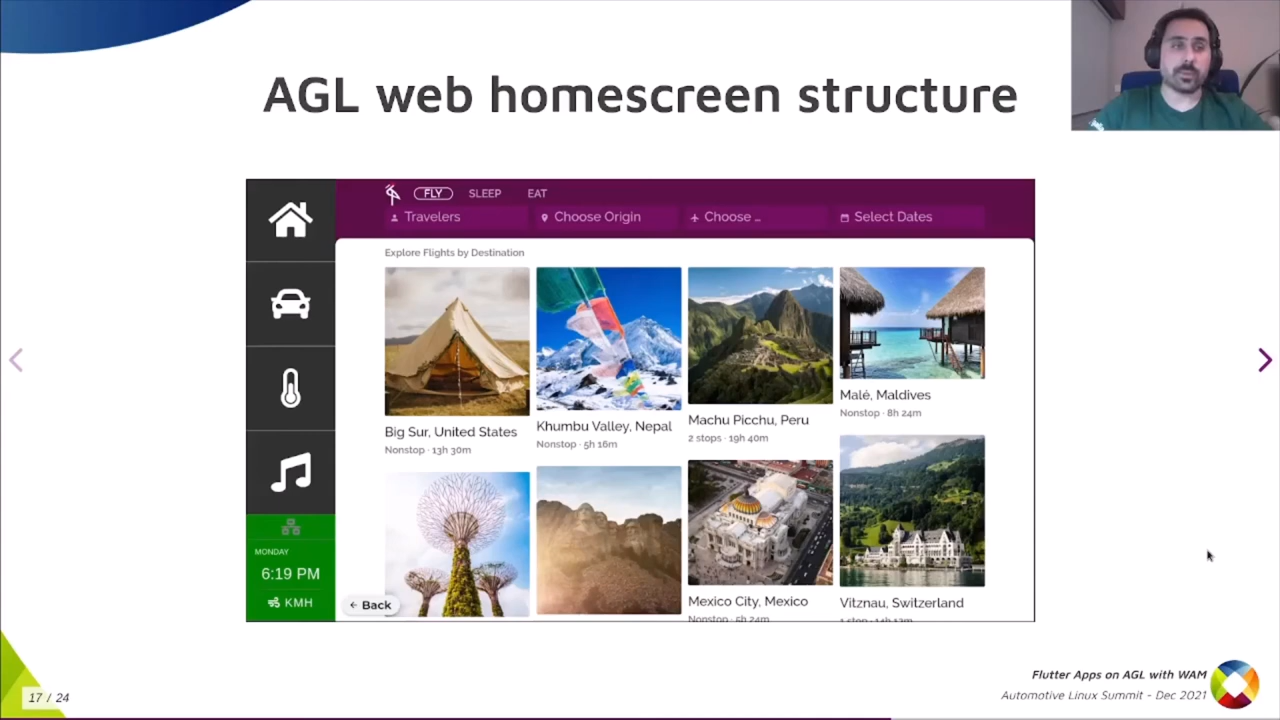 AGL web homescreen structure
FLY SLEEP EAT
Travelers Choose Origin Choose … Select Dates
Explore Flights by Destination
Big Sur, United States
Nonstop · 13h 30m
Khumbu Valley, Nepal
Nonstop · 5h 16m
Machu Picchu, Peru
2 stops · 19h 40m
Malé, Maldives
Nonstop · 8h 24m
Mexico City, Mexico
Nonstop · 5h 24m
Vitznau, Switzerland
MONDAY
6:19 PM
KMH
← Back
17 / 24
Flutter Apps on AGL with WAM
Automotive Linux Summit - Dec 2021